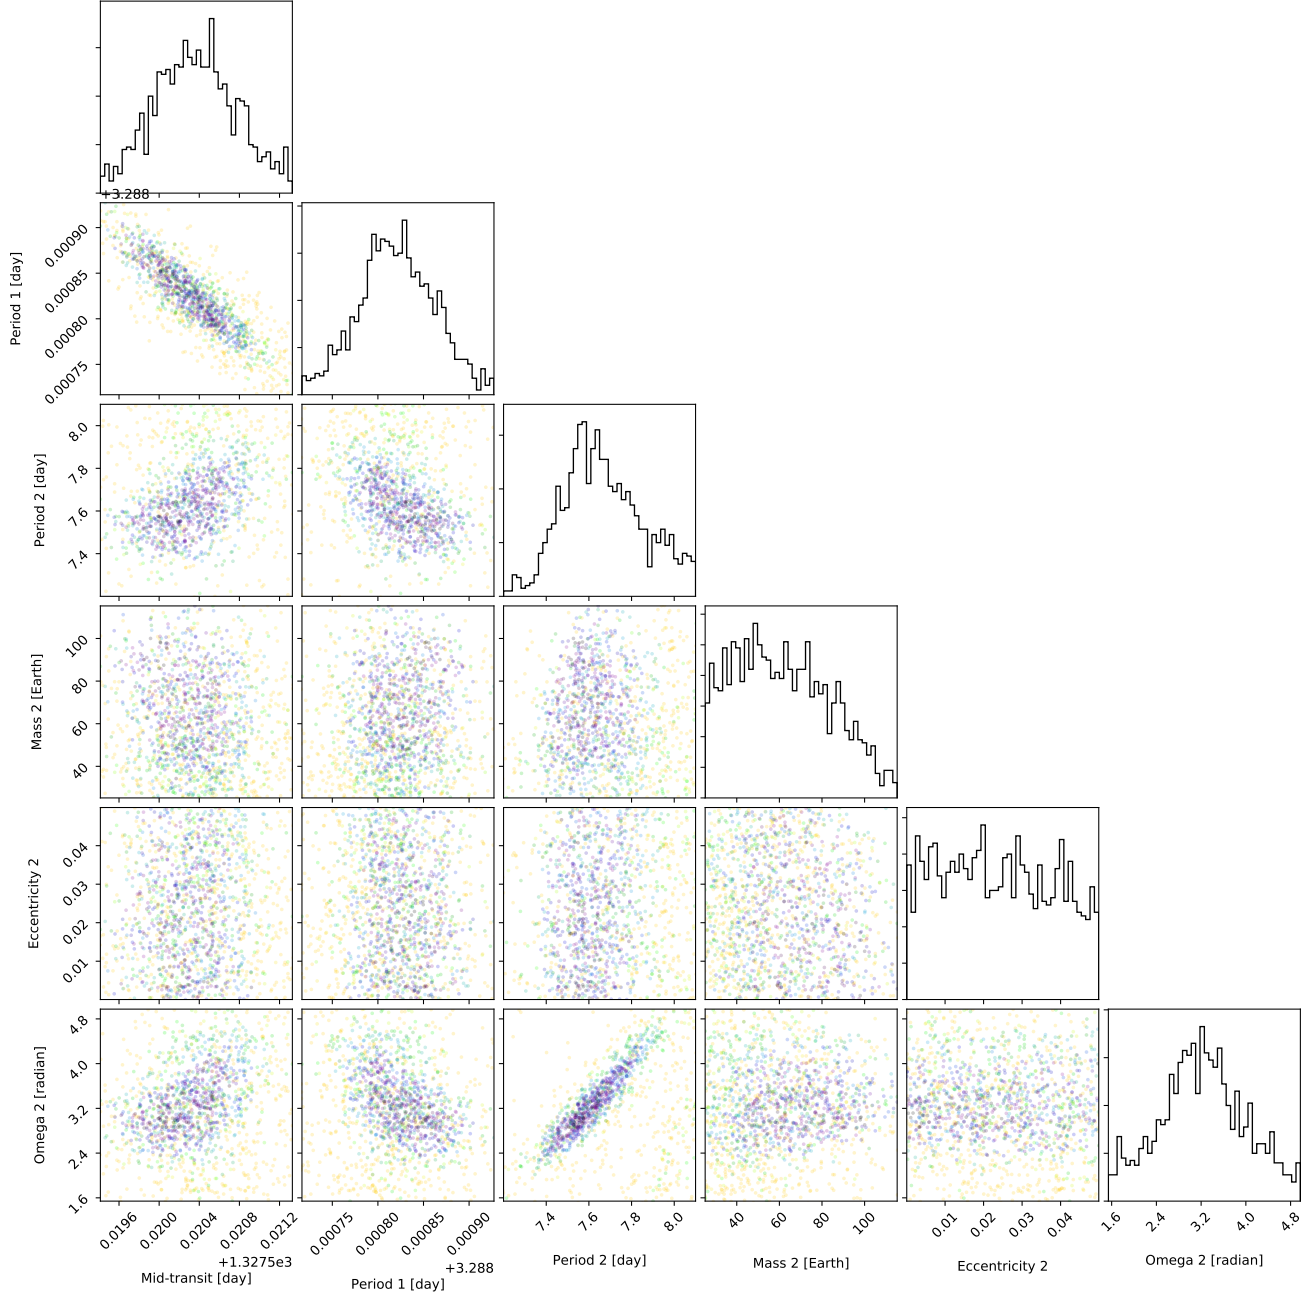 +3.288
Period 1 [day]
0.00090
0.00085
0.00080
0.00075
Period 2 [day]
8.0
7.8
7.6
7.4
Mass 2 [Earth]
100
80
60
40
Eccentricity 2
0.04
0.03
0.02
0.01
Omega 2 [radian]
4.8
4.0
3.2
2.4
1.6
0.0196 0.0200 0.0204 0.0208 0.0212
+1.3275e3
Mid-transit [day]
0.00075 0.00080 0.00085 0.00090
+3.288
Period 1 [day]
7.4 7.6 7.8 8.0
Period 2 [day]
40 60 80 100
Mass 2 [Earth]
0.01 0.02 0.03 0.04
Eccentricity 2
1.6 2.4 3.2 4.0 4.8
Omega 2 [radian]